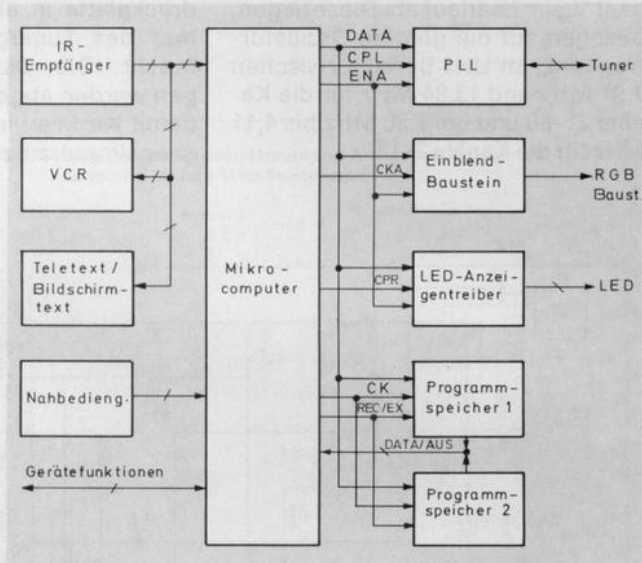 IR-
Empfänger
VCR
Teletext /
Bildschirm-
text
Nahbedieng.
Gerätefunktionen
Mikro-
computer
DATA
CPL
ENA
PLL
Tuner
CKA
Einblend-
Baustein
RGB
Baust.
CPR
LED-Anzei-
gentreiber
LED
CK
REC/EX
Programm-
speicher 1
DATA/AUS
Programm-
speicher 2